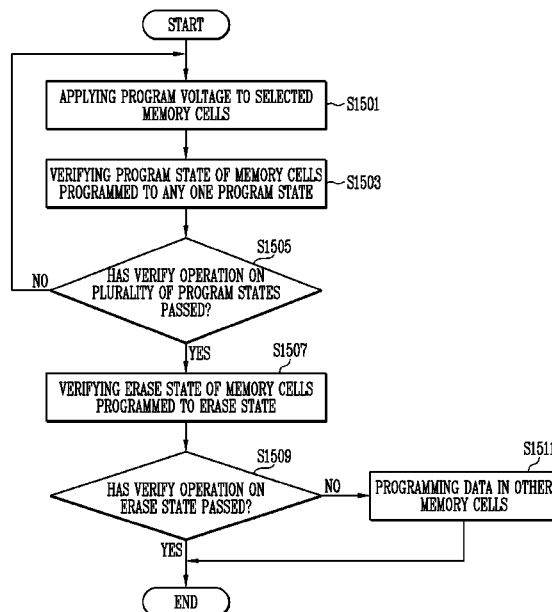 START
APPLYING PROGRAM VOLTAGE TO SELECTED
MEMORY CELLS
S1501
VERIFYING PROGRAM STATE OF MEMORY CELLS
PROGRAMMED TO ANY ONE PROGRAM STATE
S1503
S1505
HAS VERIFY OPERATION ON
PLURALITY OF PROGRAM STATES
PASSED?
NO
YES
S1507
VERIFYING ERASE STATE OF MEMORY CELLS
PROGRAMMED TO ERASE STATE
S1509
HAS VERIFY OPERATION ON
ERASE STATE PASSED?
NO
S1511
PROGRAMMING DATA IN OTHER
MEMORY CELLS
YES
END